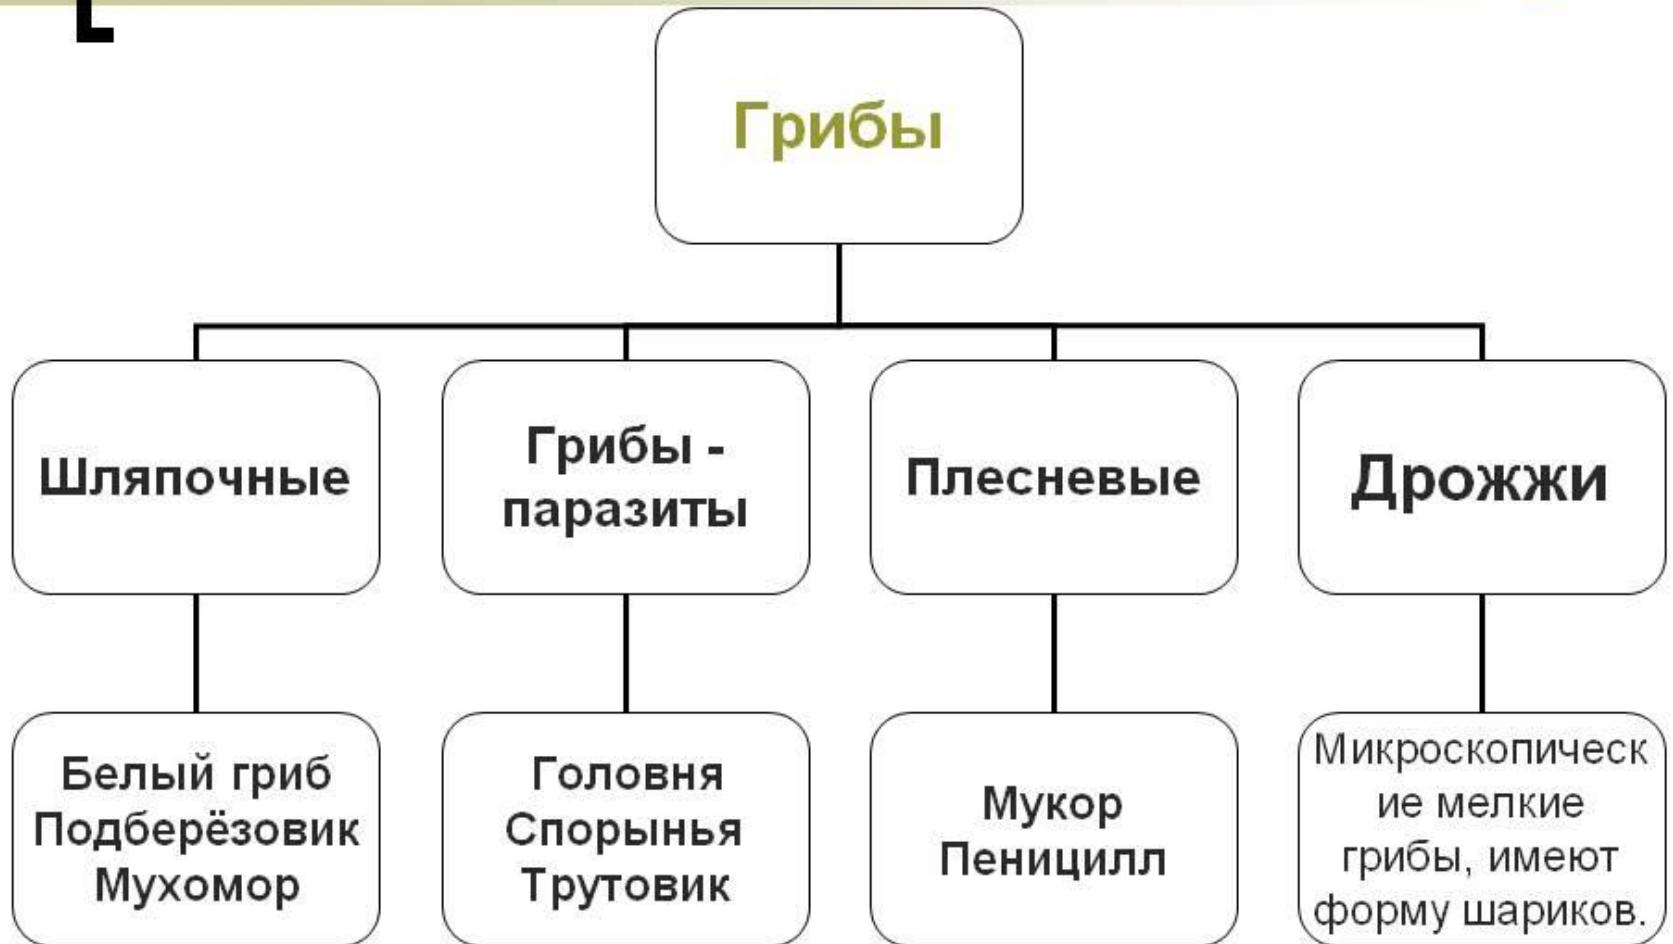 Грибы
Шляпочные
Грибы -
паразиты
Плесневые
Дрожжи
Белый гриб
Подберёзовик
Мухомор
Головня
Спорынья
Трутовик
Мукор
Пеницилл
Микроскопическ
ие мелкие
грибы, имеют
форму шариков.